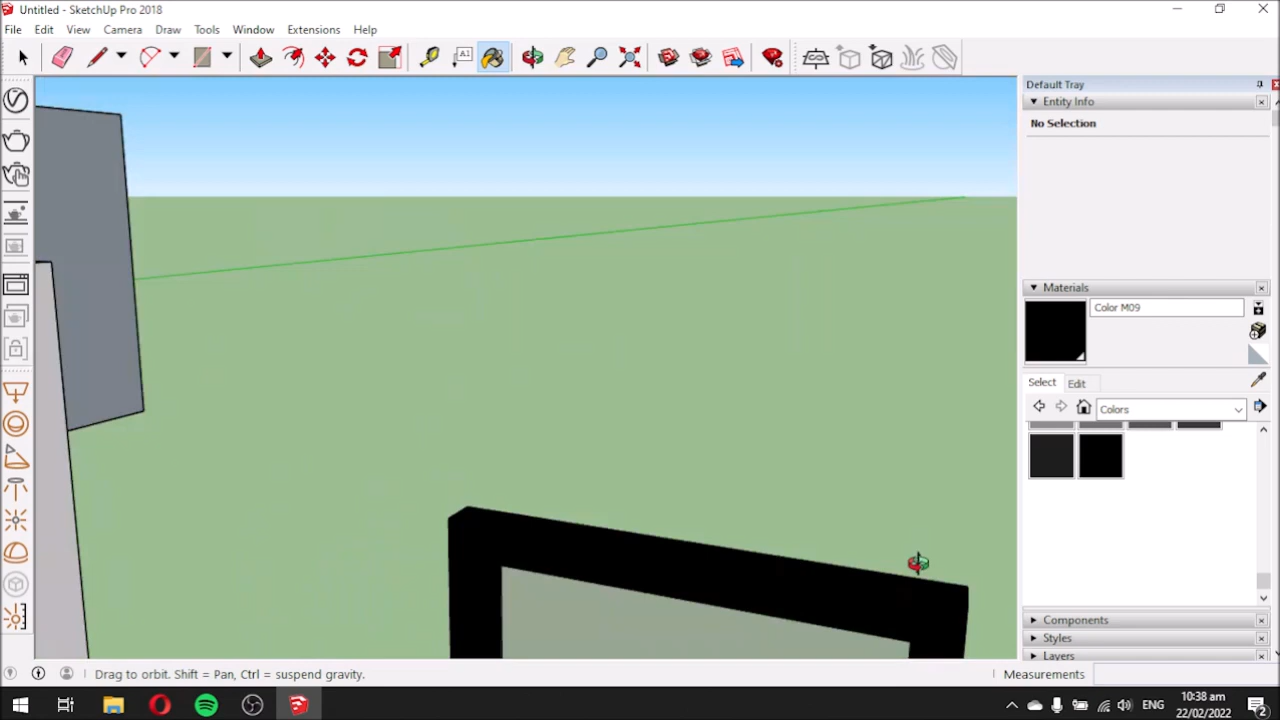 Untitled - SketchUp Pro 2018
File Edit View Camera Draw Tools Window Extensions Help
A1
Default Tray
Entity Info
No Selection
Materials
Color M09
Select Edit
Colors
Components
Styles
Layers
Drag to orbit. Shift = Pan, Ctrl = suspend gravity.
Measurements
ENG
10:38 am
22/02/2022
2